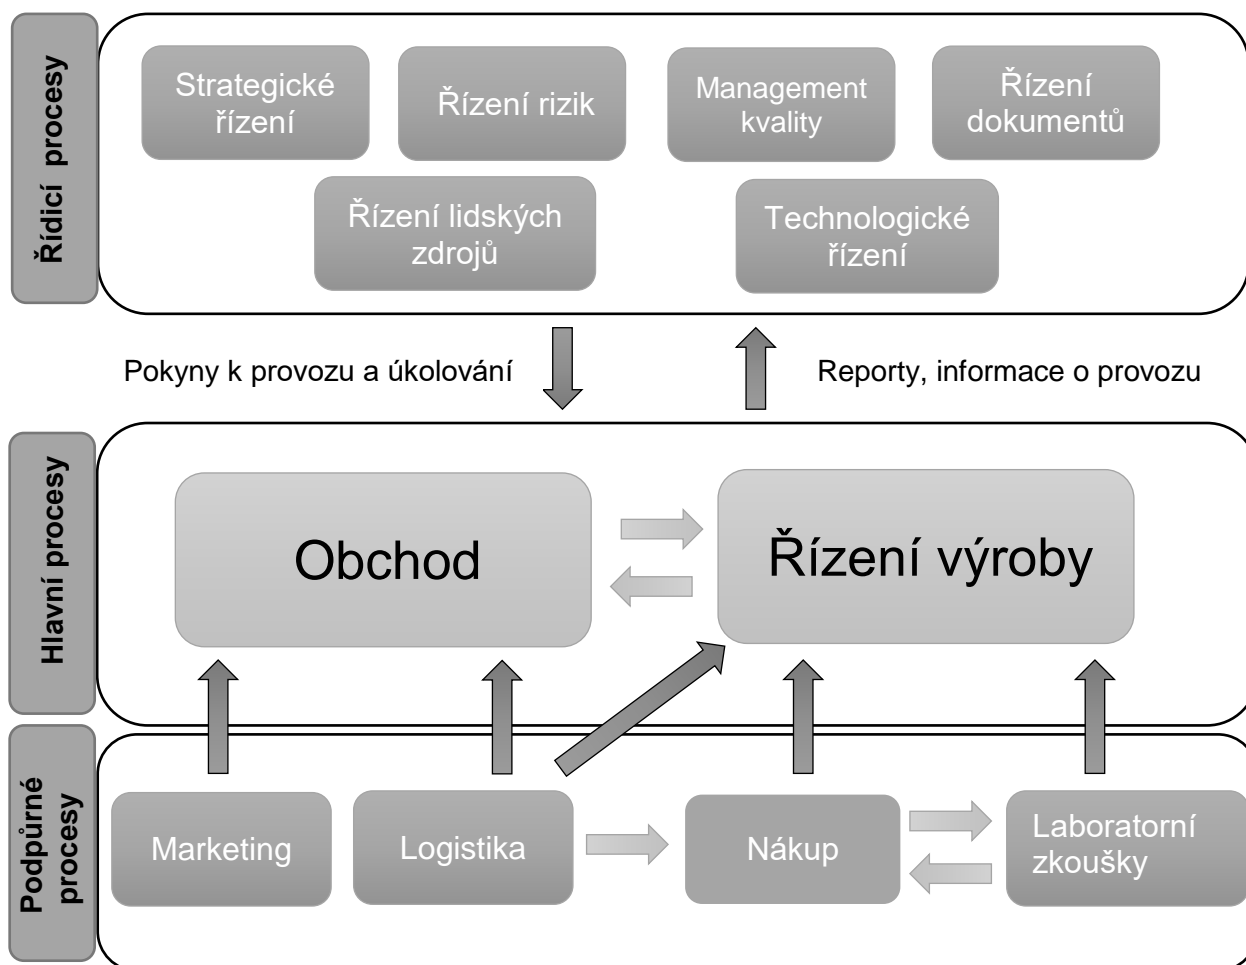 Řídicí  procesy
Strategické
řízení
Řízení rizik
Management
kvality
Řízení
dokumentů
Řízení lidských
zdrojů
Technologické
řízení
Pokyny k provozu a úkolování
Reporty, informace o provozu
Hlavní procesy
Obchod
Řízení výroby
Podpůrné
procesy
Marketing
Logistika
Nákup
Laboratorní
zkoušky